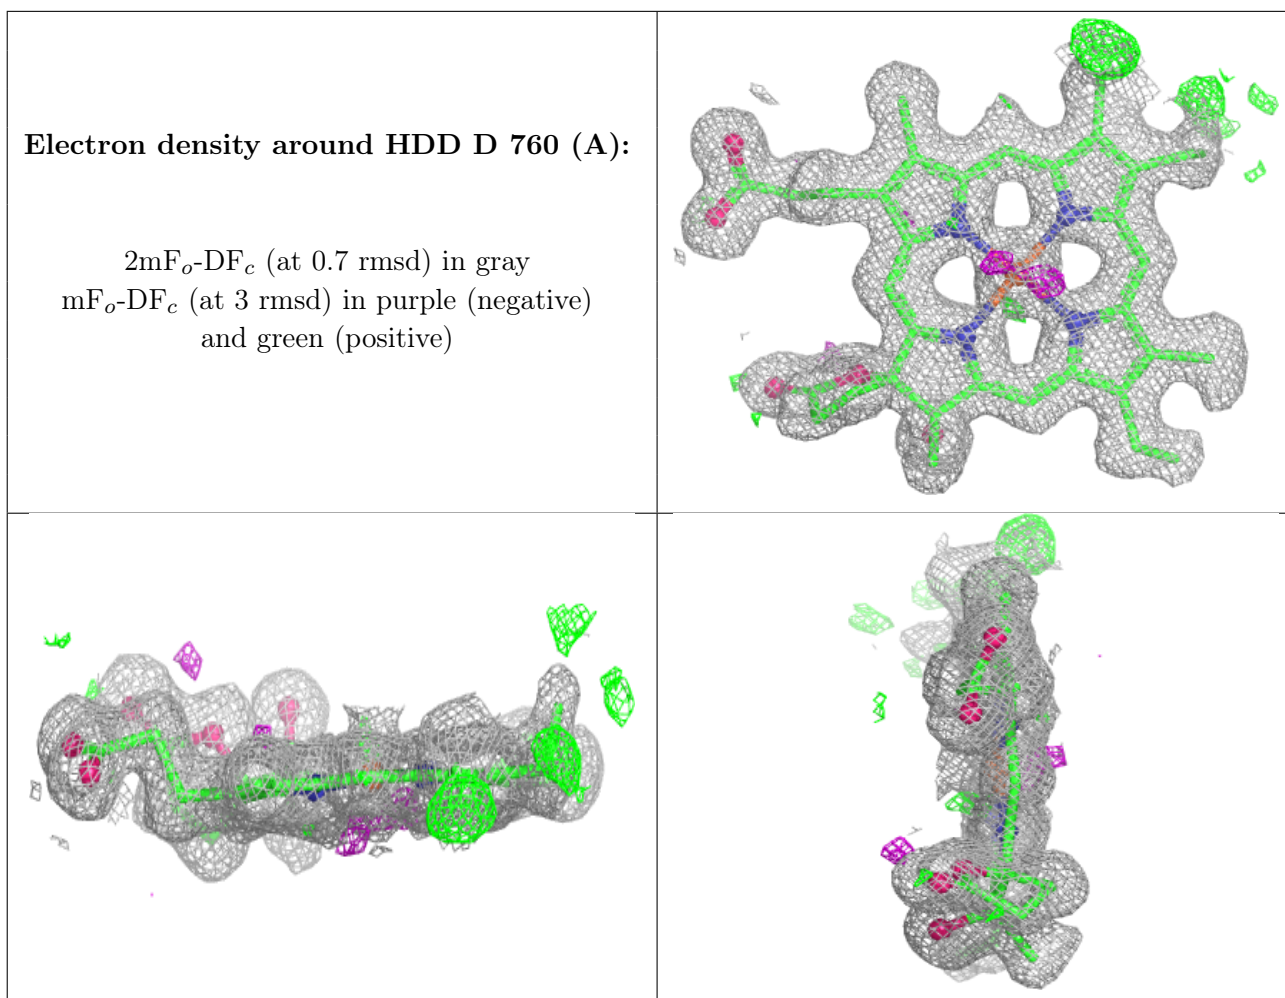 Electron density around HDD D 760 (A):
2mFo-DFc (at 0.7 rmsd) in gray
mFo-DFc (at 3 rmsd) in purple (negative)
and green (positive)